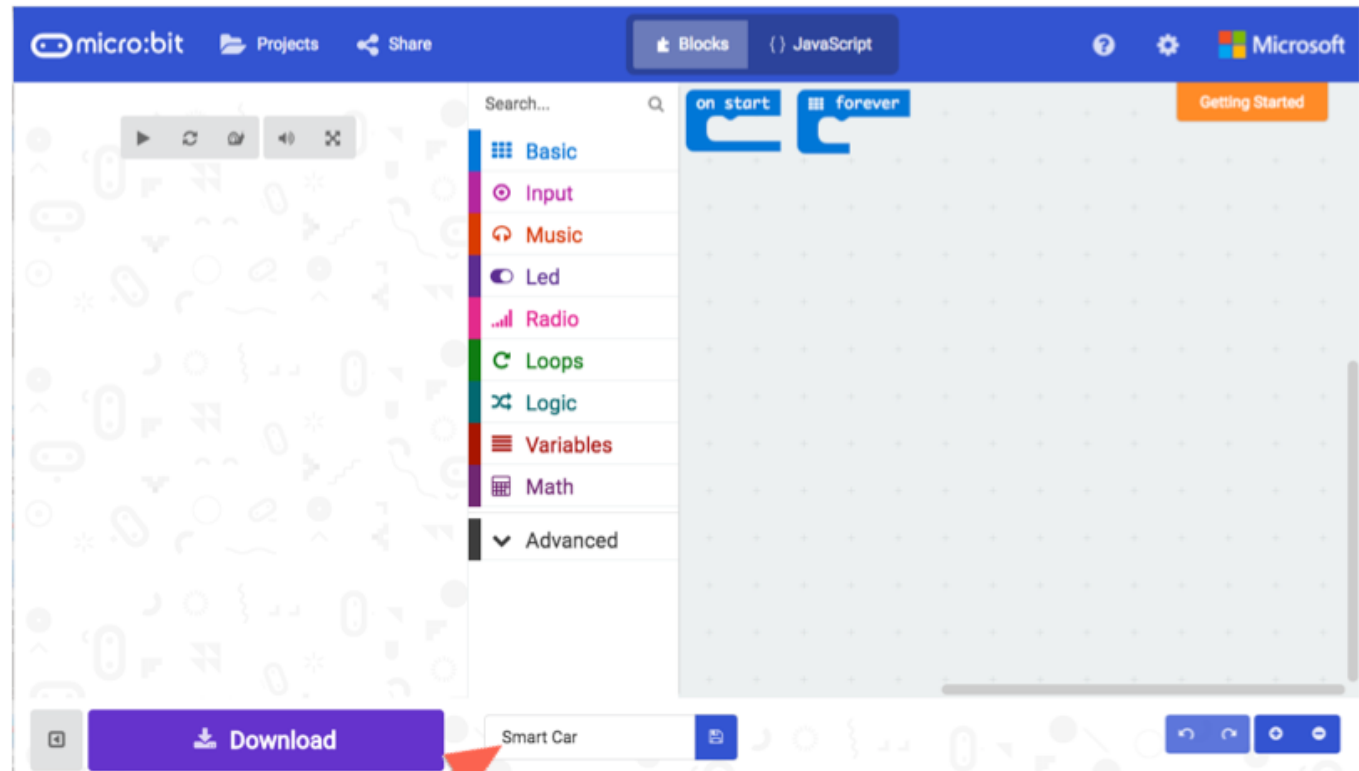 micro:bit Projects Share Blocks {} JavaScript Microsoft
Search...
on start
forever
Getting Started
Basic
Input
Music
Led
Radio
Loops
Logic
Variables
Math
Advanced
Download
Smart Car